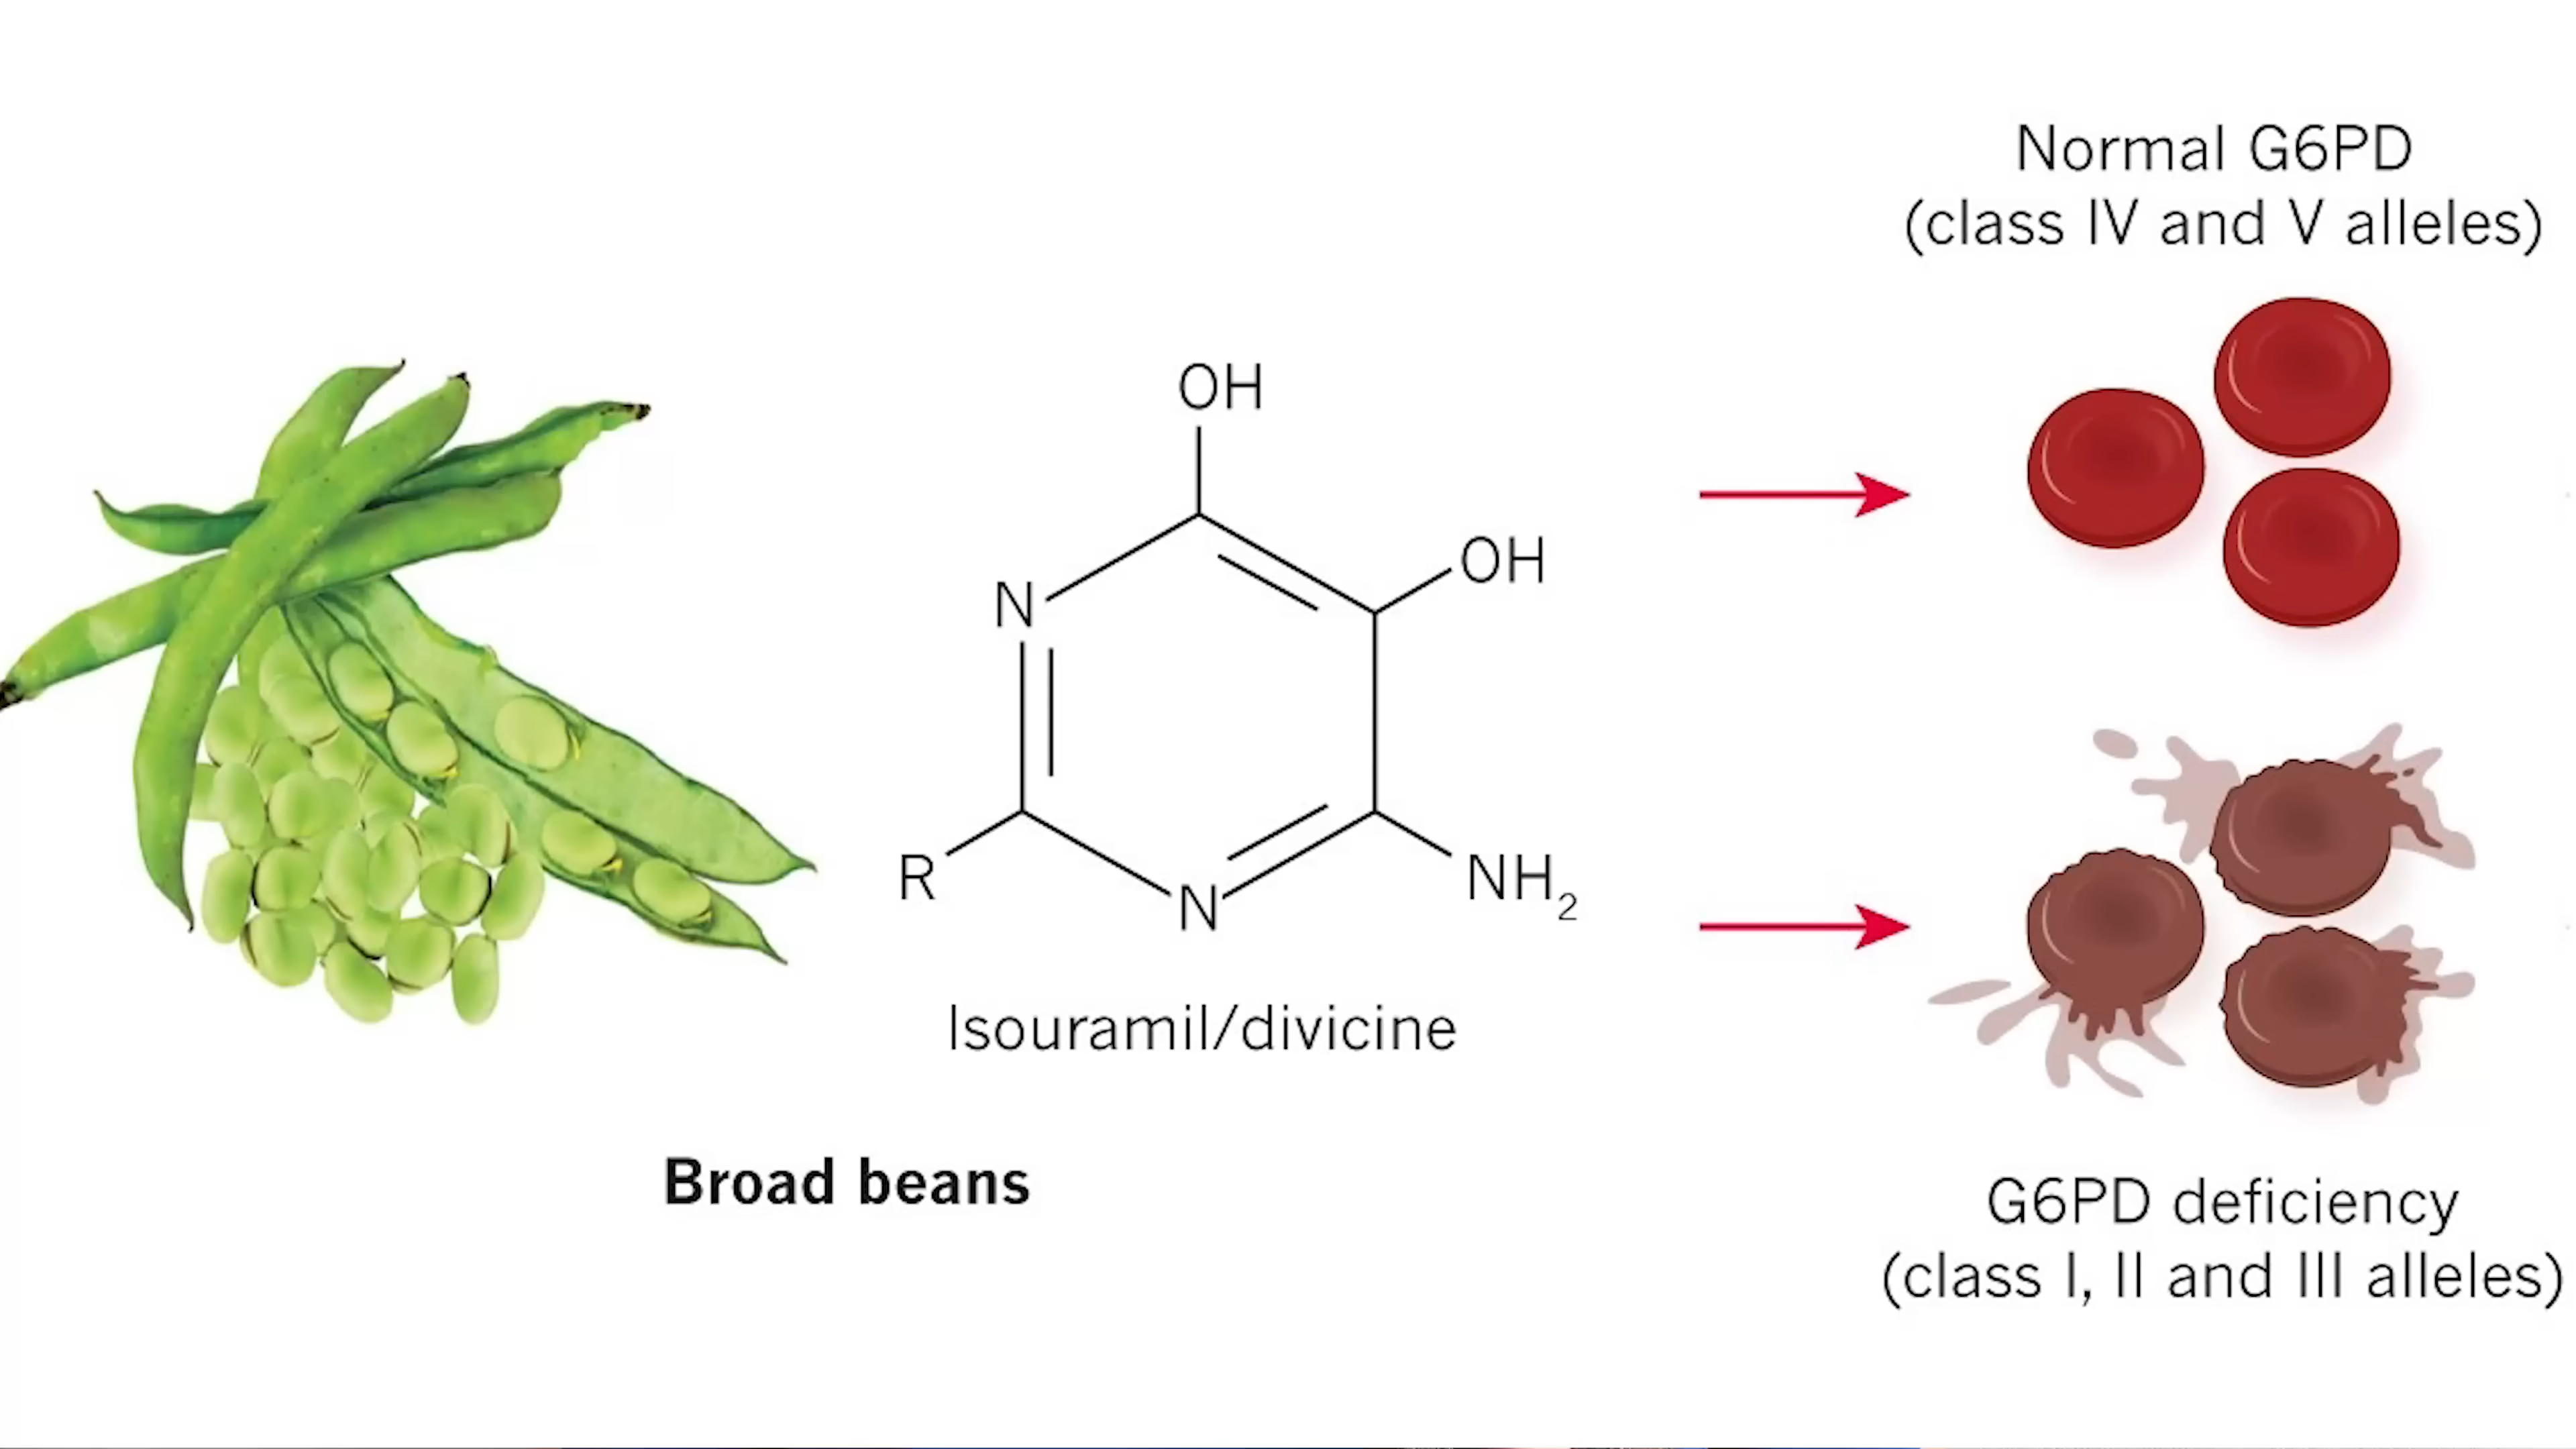 Normal G6PD
(class IV and V alleles)
OH
OH
N
R
N
NH₂
Isouramil/divicine
Broad beans
G6PD deficiency
(class I, II and III alleles)